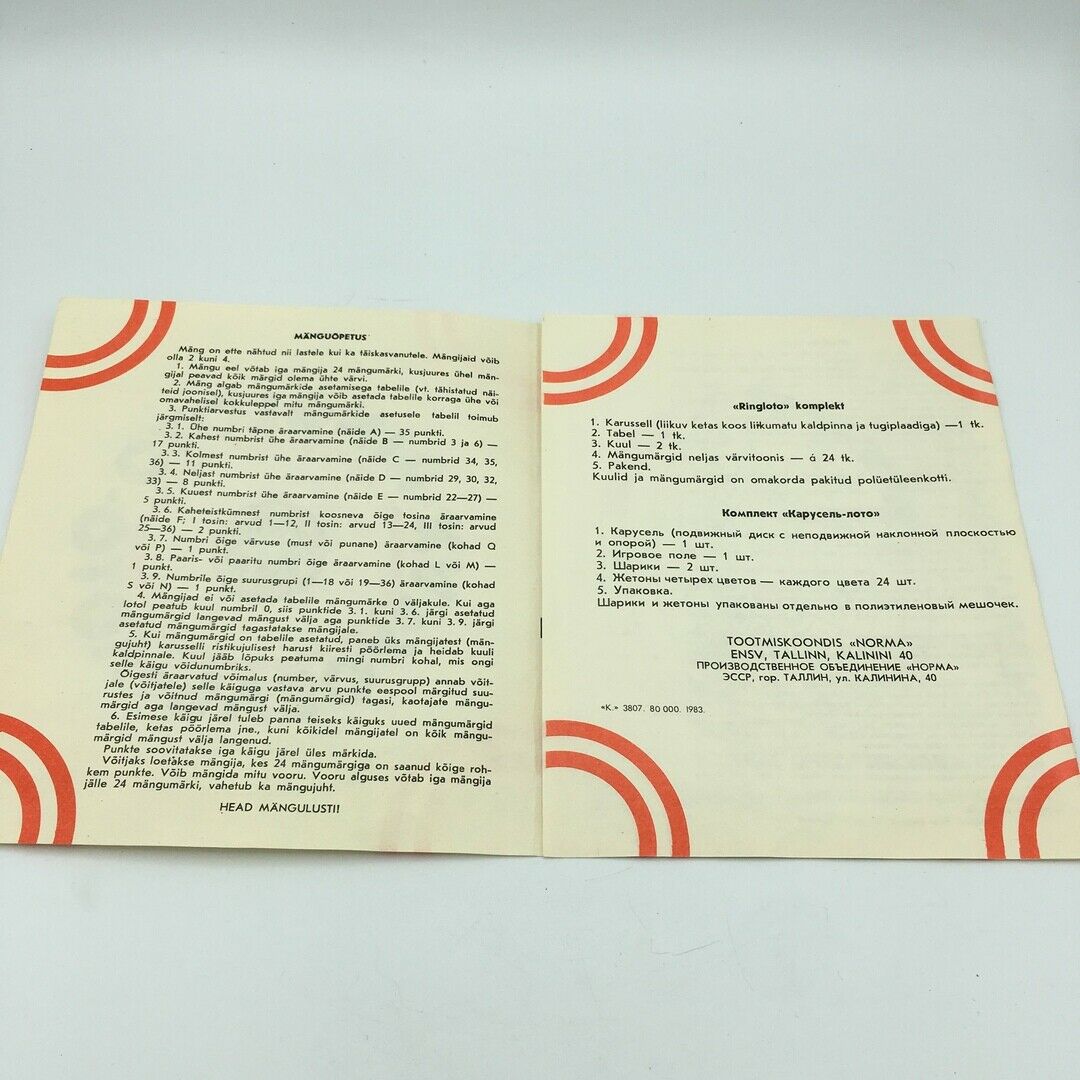 MÄNGUÕPETUS
Mäng on ette nähtud nii lastele kui ka täiskasvanutele. Mängijaid võib
olla 2 kuni 4.
1. Mängu eel võtab iga mängija 24 mängumärki, kusjuures ühel män-
gijal peavad kõik märgid olema ühte värvi.
2. Mäng algab mängumärkide asetamisega tabelile (vt. tähistatud näi-
teid joonisel), kusjuures iga mängija võib asetada tabelile korraga ühe või
omavahelisel kokkuleppel mitu mängumärki.
3. Punktiarvestus vastavalt mängumärkide asetusele tabelil toimub
järgmiselt:
3. 1. Ühe numbri täpne äraarvamine (näide A) — 35 punkti.
3. 2. Kahest numbrist ühe äraarvamine (näide B — numbrid 3 ja 6) —
17 punkti.
3. 3. Kolmest numbrist ühe äraarvamine (näide C — numbrid 34, 35,
36) — 11 punkti.
3. 4. Neljast numbrist ühe äraarvamine (näide D — numbrid 29, 30, 32,
33) — 8 punkti.
3. 5. Kuuest numbrist ühe äraarvamine (näide E — numbrid 22—27) —
5 punkti.
3. 6. Kaheteistkümnest numbrist koosneva õige tosina äraarvamine
(näide F; I tosin: arvud 1—12, II tosin: arvud 13—24, III tosin: arvud
25—36) — 2 punkti.
3. 7. Numbri õige värvuse (must või punane) äraarvamine (kohad Q
või P) — 1 punkt.
3. 8. Paaris- või paaritu numbri õige äraarvamine (kohad L või M) —
1 punkt.
3. 9. Numbrile õige suurusgrupi (1—18 või 19—36) äraarvamine (kohad
S või N) — 1 punkt.
4. Mängijad ei või asetada tabelile mängumärke 0 väljakule. Kui aga
lotol peatub kuul numbril 0, siis punktide 3. 1. kuni 3. 6. järgi asetatud
mängumärgid langevad mängust välja aga punktide 3. 7. kuni 3. 9. järgi
asetatud mängumärgid tagastatakse mängijale.
5. Kui mängumärgid on tabelile asetatud, paneb üks mängijatest (män-
gujuht) karusselli ristikujulisest harust kiiresti pöörlema ja heidab kuuli
kaldpinnale. Kuul jääb lõpuks peatuma mingi numbri kohal, mis ongi
selle käigu võidunumbriks.
Õigesti äraarvatud võimalus (number, värvus, suurusgrupp) annab võit-
jale (võitjatele) selle käiguga vastava arvu punkte eespool märgitud suu-
rustes ja võitnud mängumärgi (mängumärgid) tagasi, kaotajate mängu-
märgid aga langevad mängust välja.
6. Esimese käigu järel tuleb panna teiseks käiguks uued mängumärgid
tabelile, ketas pöörlema jne., kuni kõikidel mängijatel on kõik mängu-
märgid mängust välja langenud.
Punkte soovitatakse iga käigu järel üles märkida.
Võitjaks loetakse mängija, kes 24 mängumärgiga on saanud kõige roh-
kem punkte. Võib mängida mitu vooru. Vooru alguses võtab iga mängija
jälle 24 mängumärki, vahetub ka mängujuht.
HEAD MÄNGULUSTI!
«Ringloto» komplekt
1. Karussell (liikuv ketas koos liikumatu kaldpinna ja tugiplaadiga) —1 tk.
2. Tabel — 1 tk.
3. Kuul — 2 tk.
4. Mängumärgid neljas värvitoonis — á 24 tk.
5. Pakend.
Kuulid ja mängumärgid on omakorda pakitud polüetüleenkotti.
Комплект «Карусель-лото»
1. Карусель (подвижный диск с неподвижной наклонной плоскостью
и опорой) — 1 шт.
2. Игровое поле — 1 шт.
3. Шарики — 2 шт.
4. Жетоны четырех цветов — каждого цвета 24 шт.
5. Упаковка.
Шарики и жетоны упакованы отдельно в полиэтиленовый мешочек.
TOOTMISKOONDIS «NORMA»
ENSV, TALLINN, KALININI 40
ПРОИЗВОДСТВЕННОЕ ОБЪЕДИНЕНИЕ «НОРМА»
ЭССР, гор. ТАЛЛИН, ул. КАЛИНИНА, 40
«К.» 3807. 80 000. 1983.